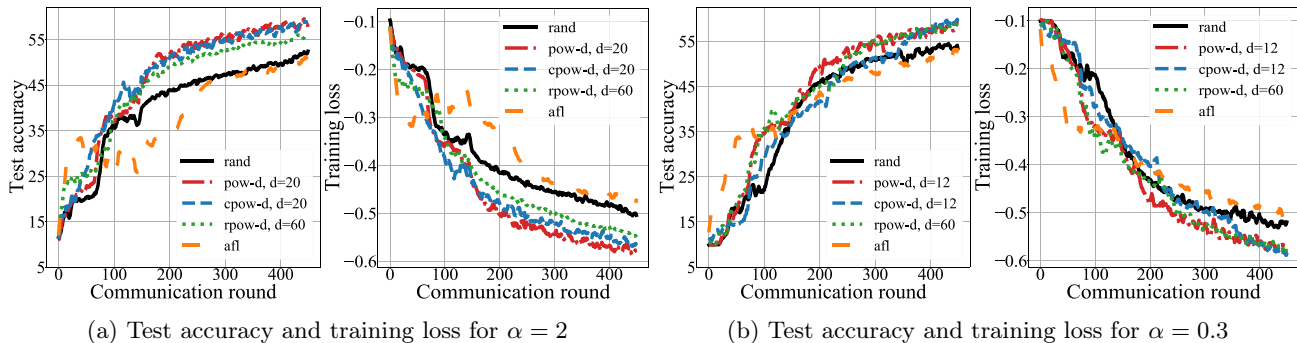 Test accuracy
55
45
35
25
15
5
0
100
200
300
400
Communication round
rand
pow-d, d=20
cpow-d, d=20
rpow-d, d=60
afl
Training loss
−0.1
−0.2
−0.3
−0.4
−0.5
−0.6
0
100
200
300
400
Communication round
rand
pow-d, d=20
cpow-d, d=20
rpow-d, d=60
afl
(a) Test accuracy and training loss for α = 2
Test accuracy
55
45
35
25
15
5
0
100
200
300
400
Communication round
rand
pow-d, d=12
cpow-d, d=12
rpow-d, d=60
afl
Training loss
−0.1
−0.2
−0.3
−0.4
−0.5
−0.6
0
100
200
300
400
Communication round
rand
pow-d, d=12
cpow-d, d=12
rpow-d, d=60
afl
(b) Test accuracy and training loss for α = 0.3